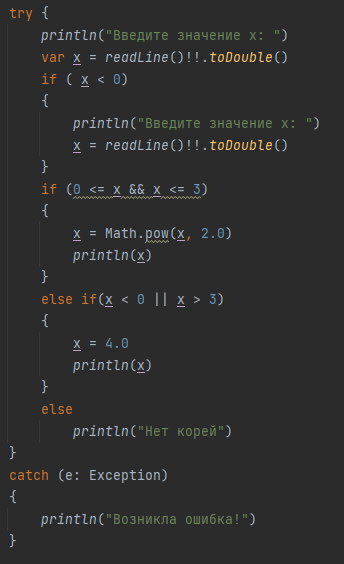 try {
    println("Введите значение x: ")
    var x = readLine()!!.toDouble()
    if ( x < 0)
    {
        println("Введите значение x: ")
        x = readLine()!!.toDouble()
    }
    if (0 <= x && x <= 3)
    {
        x = Math.pow(x, 2.0)
        println(x)
    }
    else if(x < 0 || x > 3)
    {
        x = 4.0
        println(x)
    }
    else
        println("Нет корей")
}
catch (e: Exception)
{
    println("Возникла ошибка!")
}